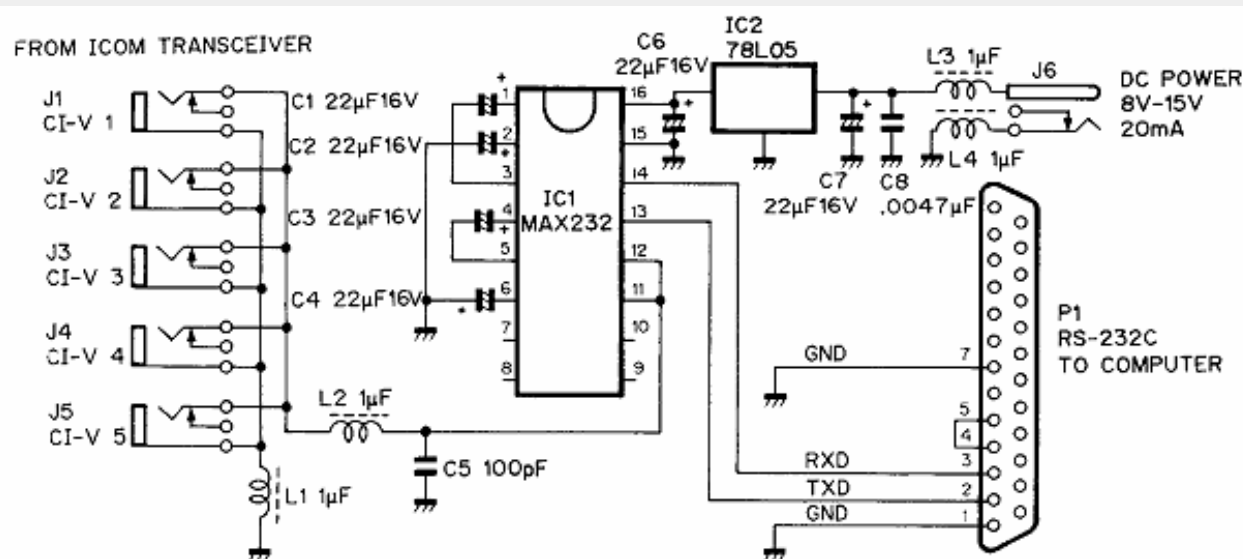 FROM ICOM TRANSCEIVER
J1
CI-V 1
J2
CI-V 2
J3
CI-V 3
J4
CI-V 4
J5
CI-V 5
L1 1µF
L2 1µF
C5 100pF
C1 22µF16V
C2 22µF16V
C3 22µF16V
C4 22µF16V
+
+
+
+
1
2
3
4
5
6
7
8
IC1
MAX232
16
15
14
13
12
11
10
9
C6
22µF16V
+
IC2
78L05
+
C7
22µF16V
C8
.0047µF
L3 1µF
L4 1µF
J6
DC POWER
8V-15V
20mA
P1
RS-232C
TO COMPUTER
GND
7
5
4
RXD
3
TXD
2
GND
1